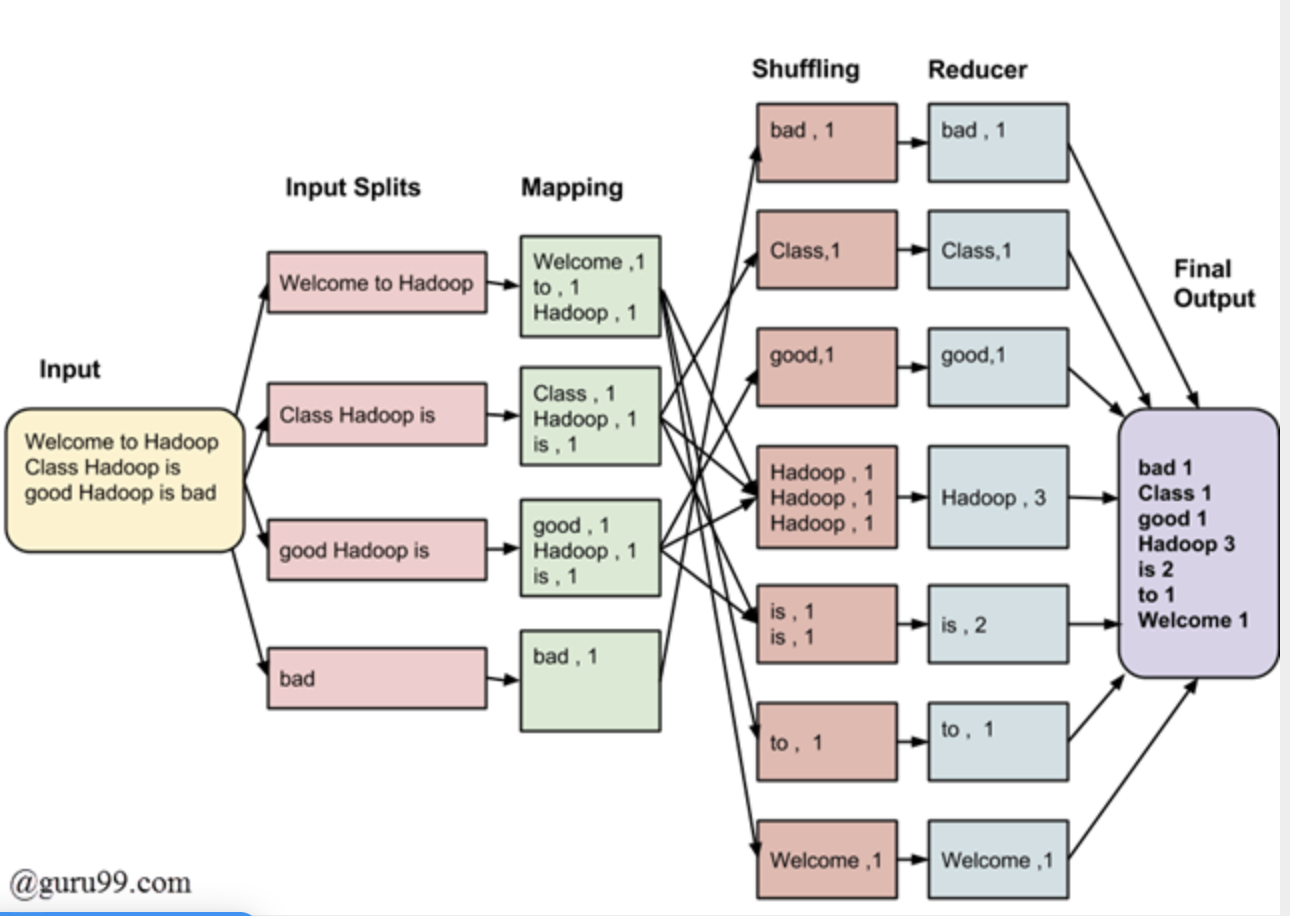 Input
Welcome to Hadoop
Class Hadoop is
good Hadoop is bad
Input Splits
Welcome to Hadoop
Class Hadoop is
good Hadoop is
bad
Mapping
Welcome ,1
to , 1
Hadoop , 1
Class , 1
Hadoop , 1
is , 1
good , 1
Hadoop , 1
is , 1
bad , 1
Shuffling
bad , 1
Class,1
good,1
Hadoop , 1
Hadoop , 1
Hadoop , 1
is , 1
is , 1
to , 1
Welcome ,1
Reducer
bad , 1
Class,1
good,1
Hadoop , 3
is , 2
to , 1
Welcome ,1
Final
Output
bad 1
Class 1
good 1
Hadoop 3
is 2
to 1
Welcome 1
@guru99.com